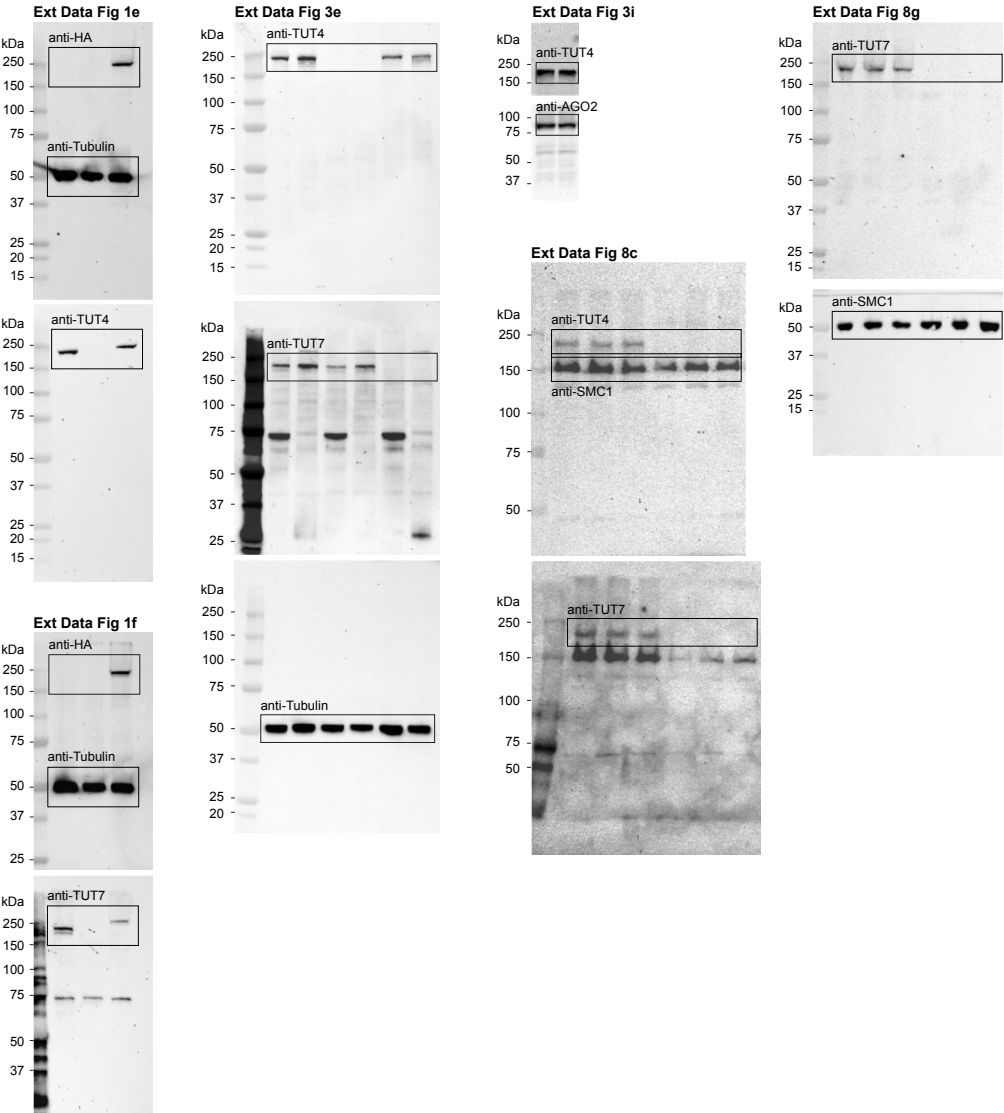 Ext Data Fig 1e
kDa
anti-HA
250
150
100
75
anti-Tubulin
50
37
25
20
15
kDa
anti-TUT4
250
150
100
75
50
37
25
20
15
Ext Data Fig 1f
kDa
anti-HA
250
150
100
75
anti-Tubulin
50
37
25
kDa
anti-TUT7
250
150
100
75
50
37
Ext Data Fig 3e
kDa
anti-TUT4
250
150
100
75
50
37
25
20
15
kDa
anti-TUT7
250
150
100
75
50
37
25
kDa
250
150
100
75
anti-Tubulin
50
37
25
20
Ext Data Fig 3i
kDa
anti-TUT4
250
150
anti-AGO2
100
75
50
37
Ext Data Fig 8c
kDa
anti-TUT4
250
150
anti-SMC1
100
75
50
kDa
anti-TUT7
250
150
100
75
50
Ext Data Fig 8g
kDa
anti-TUT7
250
150
100
75
50
37
25
15
kDa
anti-SMC1
50
37
25
15